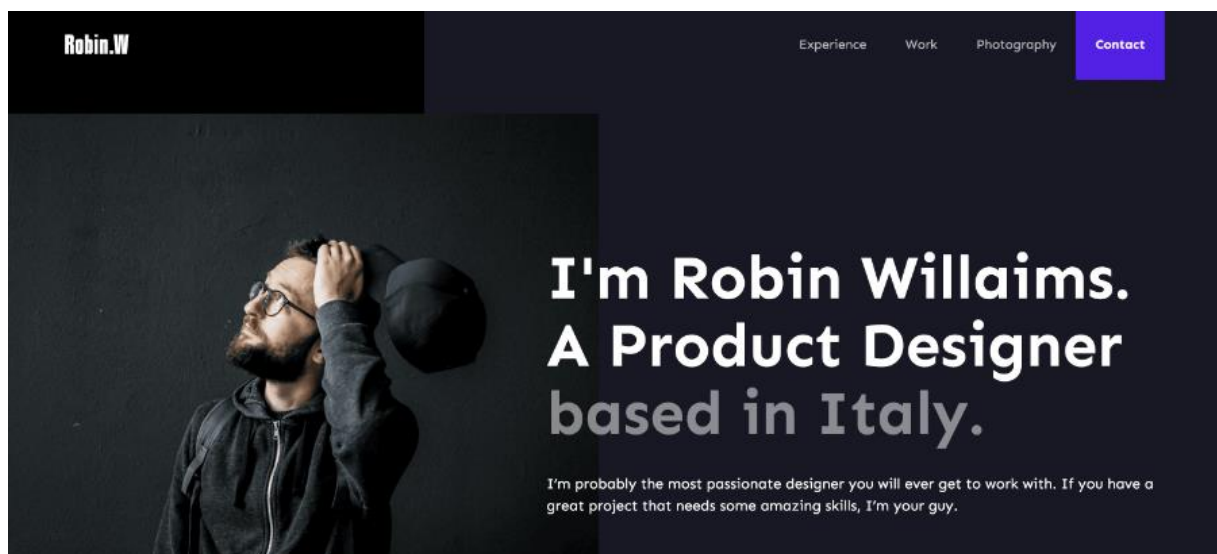 Robin.W
Experience
Work
Photography
Contact
I'm Robin Willaims.
A Product Designer
based in Italy.
I'm probably the most passionate designer you will ever get to work with. If you have a
great project that needs some amazing skills, I'm your guy.